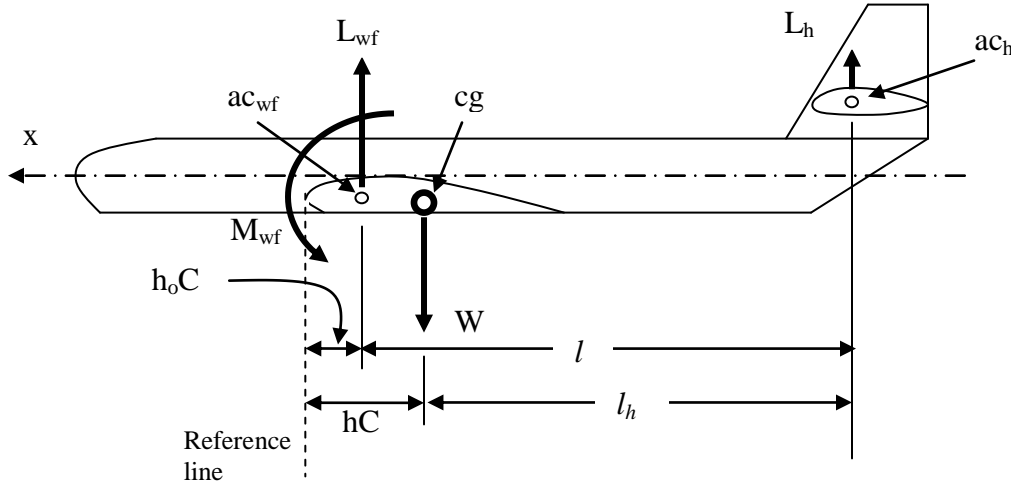 L_wf
L_h
ac_h
ac_wf
cg
x
M_wf
h_oC
W
l
l_h
hC
Reference
line